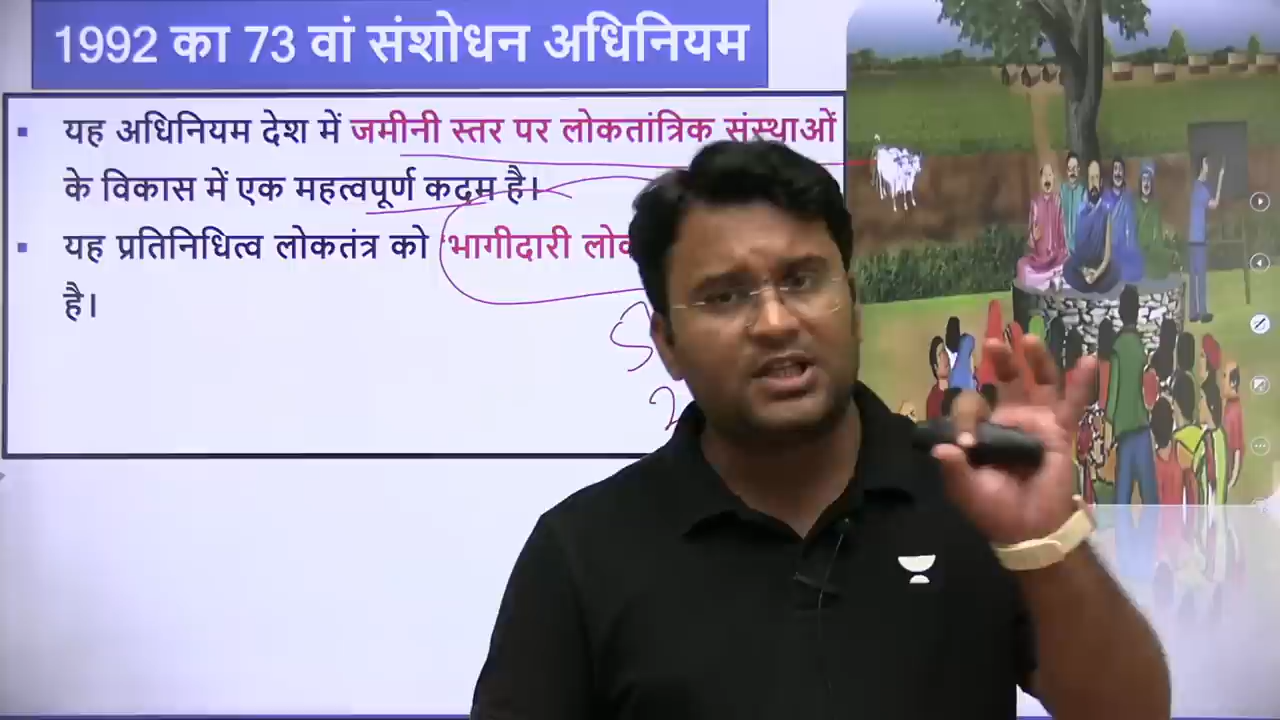 1992 का 73 वां संशोधन अधिनियम
▪ यह अधिनियम देश में जमीनी स्तर पर लोकतांत्रिक संस्थाओं
के विकास में एक महत्वपूर्ण कदम है।
▪ यह प्रतिनिधित्व लोकतंत्र को 'भागीदारी
है।
2